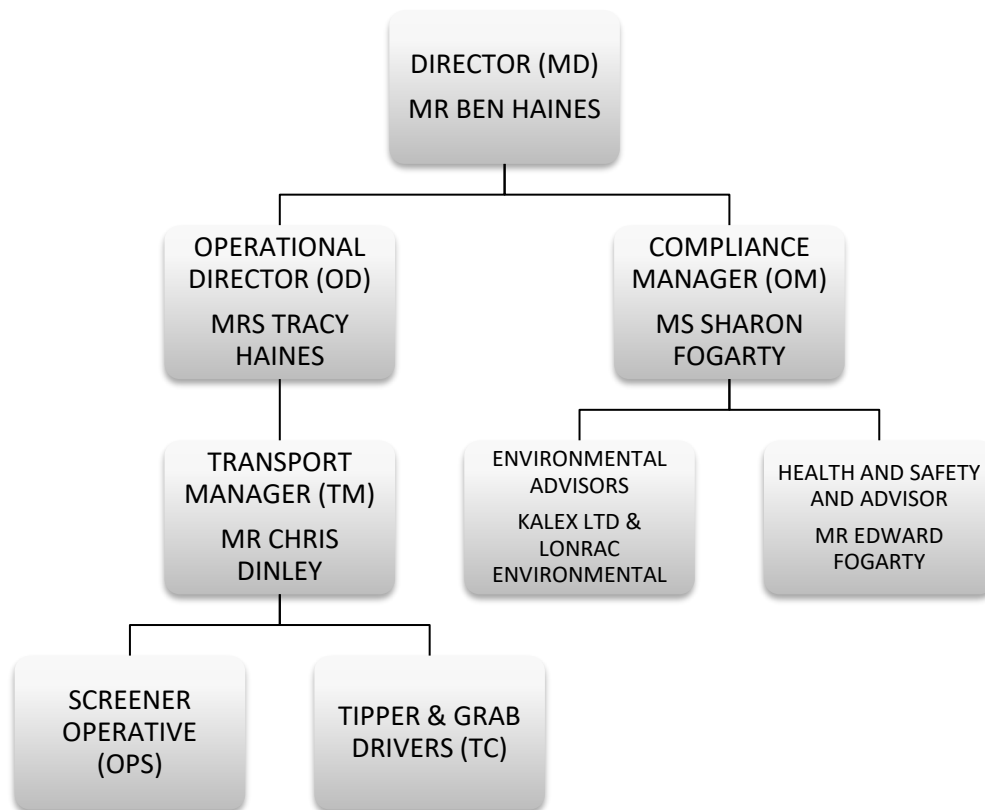 DIRECTOR (MD)
MR BEN HAINES
OPERATIONAL
DIRECTOR (OD)
MRS TRACY
HAINES
COMPLIANCE
MANAGER (OM)
MS SHARON
FOGARTY
TRANSPORT
MANAGER (TM)
MR CHRIS
DINLEY
ENVIRONMENTAL
ADVISORS
KALEX LTD &
LONRAC
ENVIRONMENTAL
HEALTH AND SAFETY
AND ADVISOR
MR EDWARD
FOGARTY
SCREENER
OPERATIVE
(OPS)
TIPPER & GRAB
DRIVERS (TC)